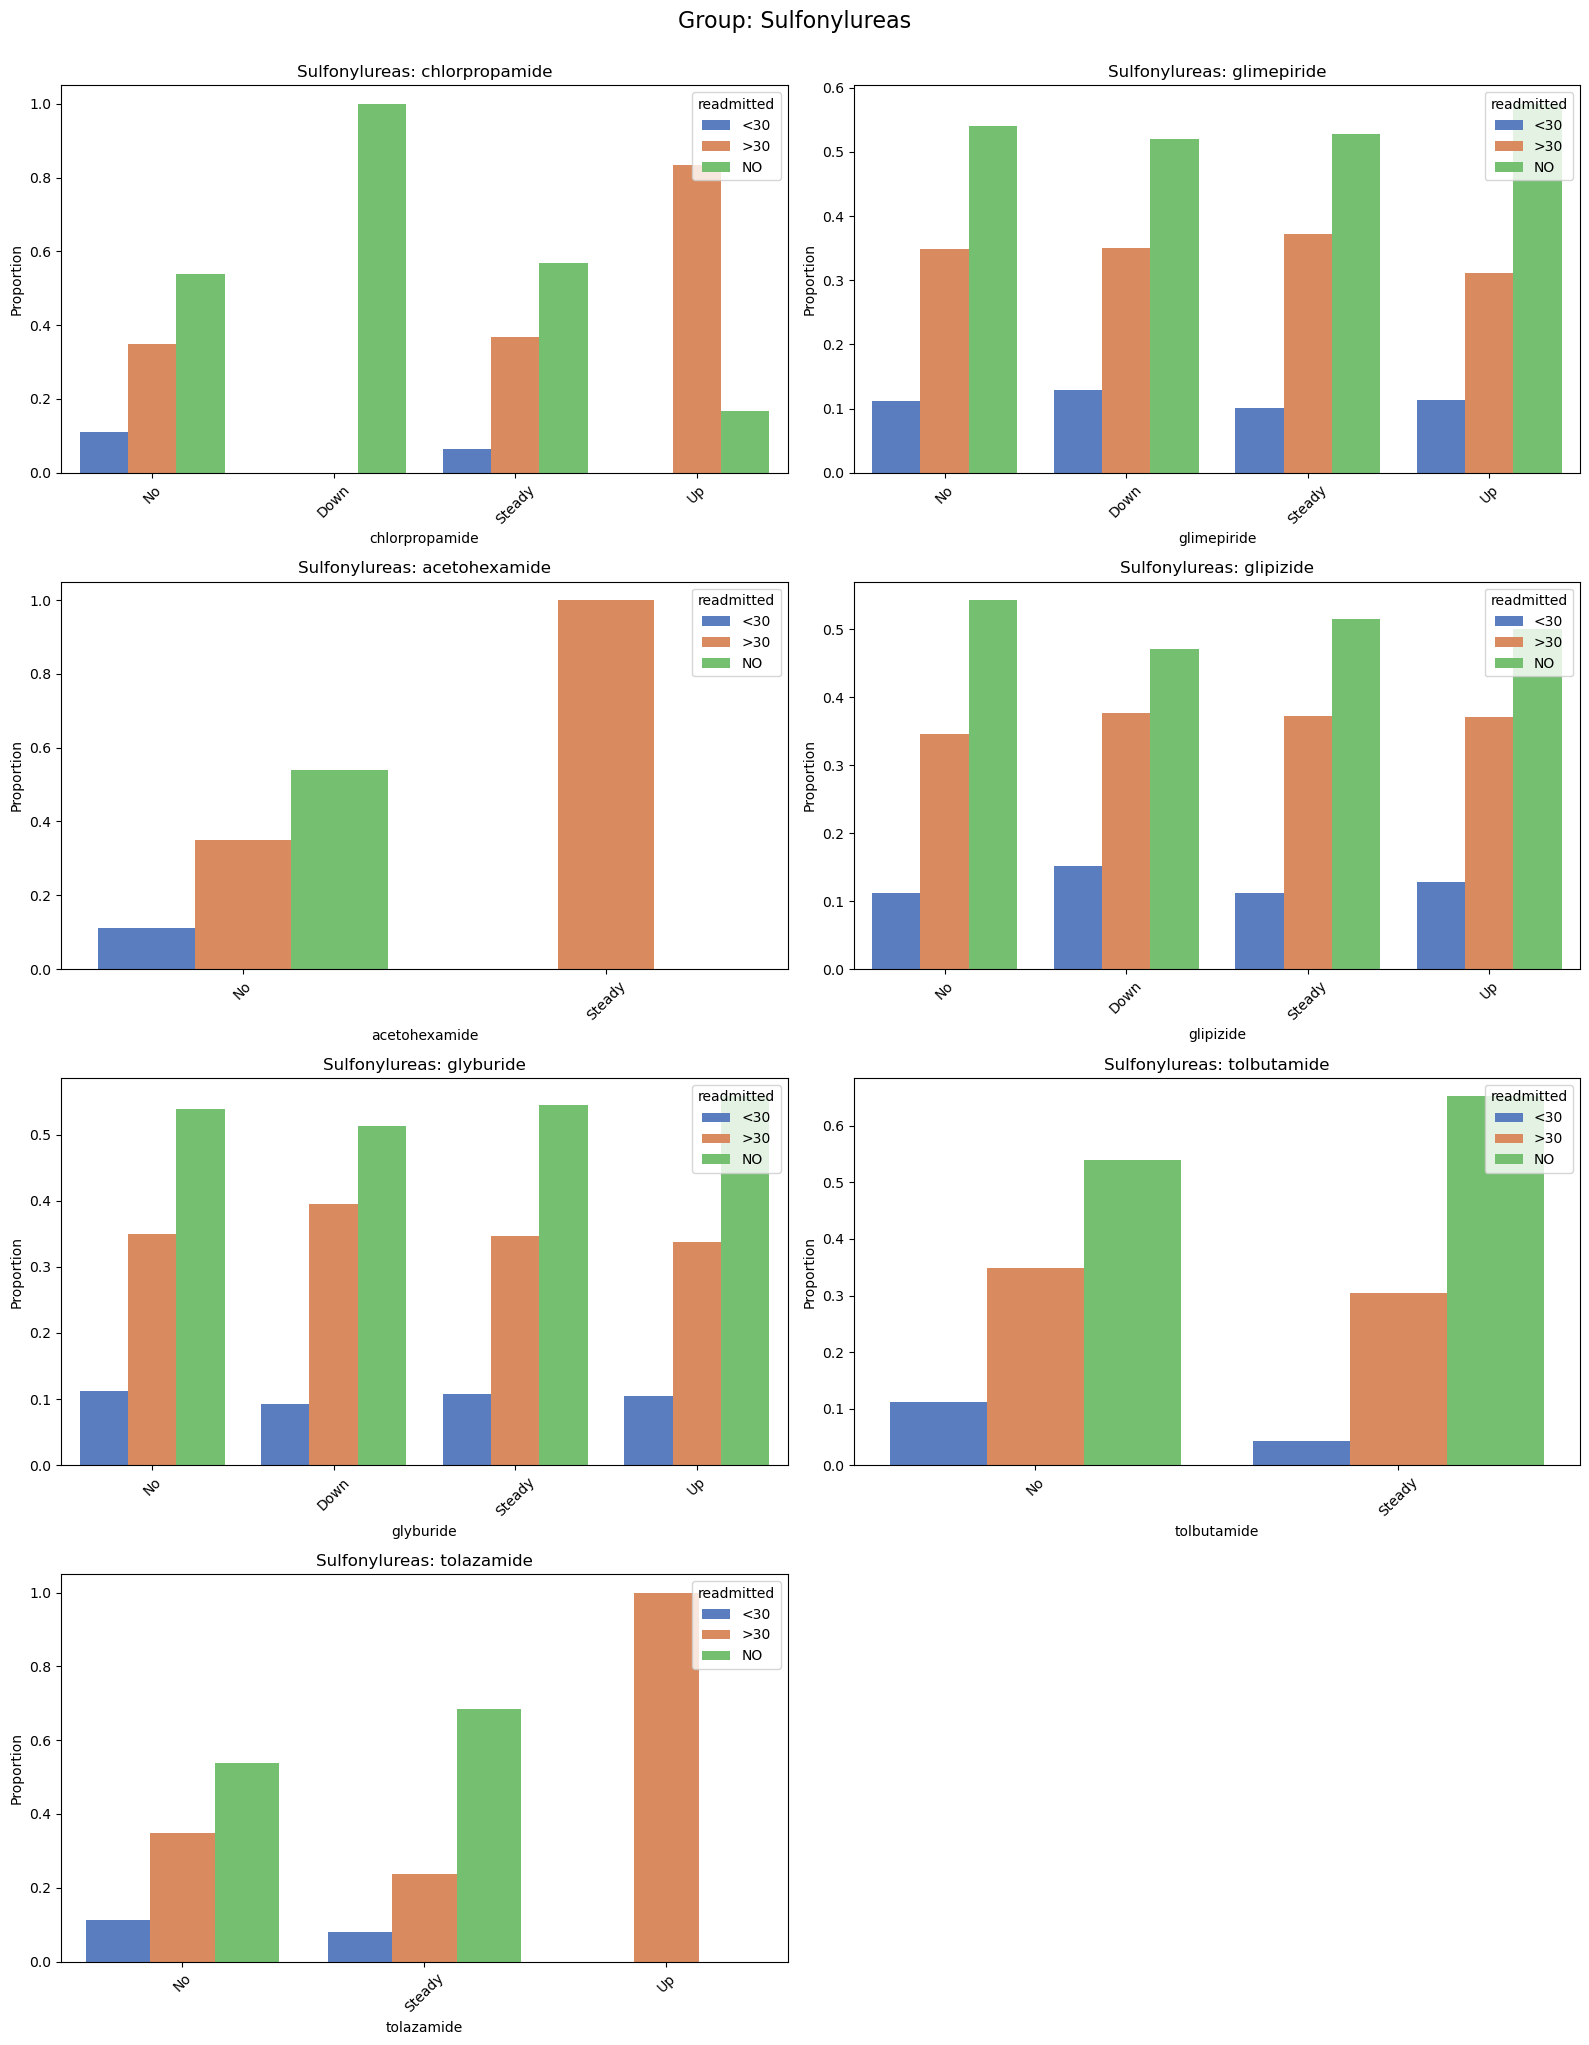 Group: Sulfonylureas
Sulfonylureas: chlorpropamide
1.0
0.8
0.6
0.4
0.2
0.0
Proportion
No
Down
Steady
Up
chlorpropamide
readmitted
<30
>30
NO
Sulfonylureas: glimepiride
0.6
0.5
0.4
0.3
0.2
0.1
0.0
Proportion
No
Down
Steady
Up
glimepiride
readmitted
<30
>30
NO
Sulfonylureas: acetohexamide
1.0
0.8
0.6
0.4
0.2
0.0
Proportion
No
Steady
acetohexamide
readmitted
<30
>30
NO
Sulfonylureas: glipizide
0.5
0.4
0.3
0.2
0.1
0.0
Proportion
No
Down
Steady
Up
glipizide
readmitted
<30
>30
NO
Sulfonylureas: glyburide
0.5
0.4
0.3
0.2
0.1
0.0
Proportion
No
Down
Steady
Up
glyburide
readmitted
<30
>30
NO
Sulfonylureas: tolbutamide
0.6
0.5
0.4
0.3
0.2
0.1
0.0
Proportion
No
Steady
tolbutamide
readmitted
<30
>30
NO
Sulfonylureas: tolazamide
1.0
0.8
0.6
0.4
0.2
0.0
Proportion
No
Steady
Up
tolazamide
readmitted
<30
>30
NO